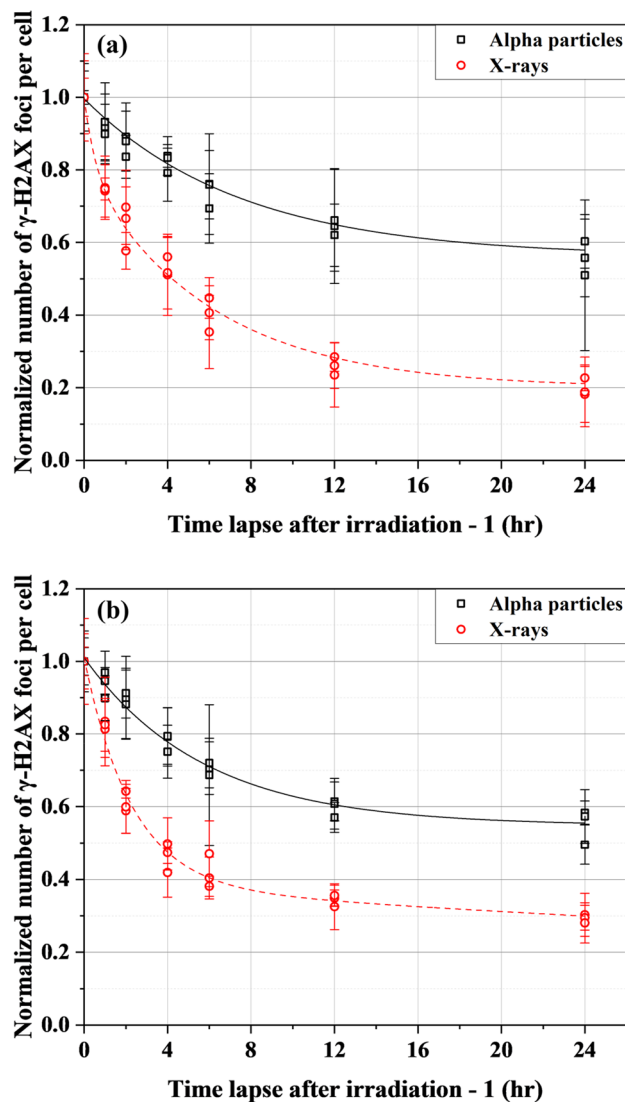 (a)
Alpha particles
X-rays
Normalized number of γ-H2AX foci per cell
1.2
1.0
0.8
0.6
0.4
0.2
0.0
0 4 8 12 16 20 24
Time lapse after irradiation - 1 (hr)
(b)
Alpha particles
X-rays
Normalized number of γ-H2AX foci per cell
1.2
1.0
0.8
0.6
0.4
0.2
0.0
0 4 8 12 16 20 24
Time lapse after irradiation - 1 (hr)